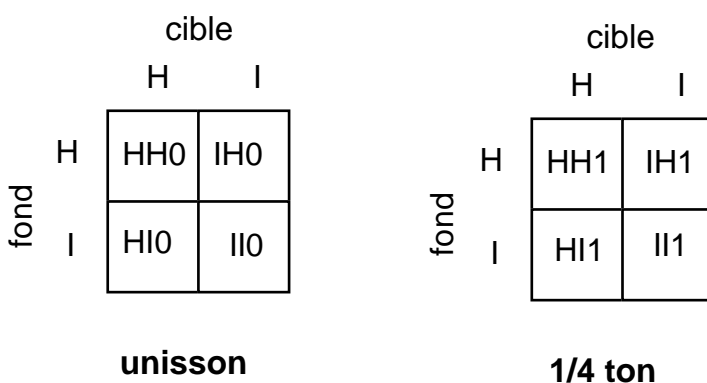 cible
H I
fond
H HH0 IH0
I HI0 II0
unisson
cible
H I
fond
H HH1 IH1
I HI1 II1
1/4 ton